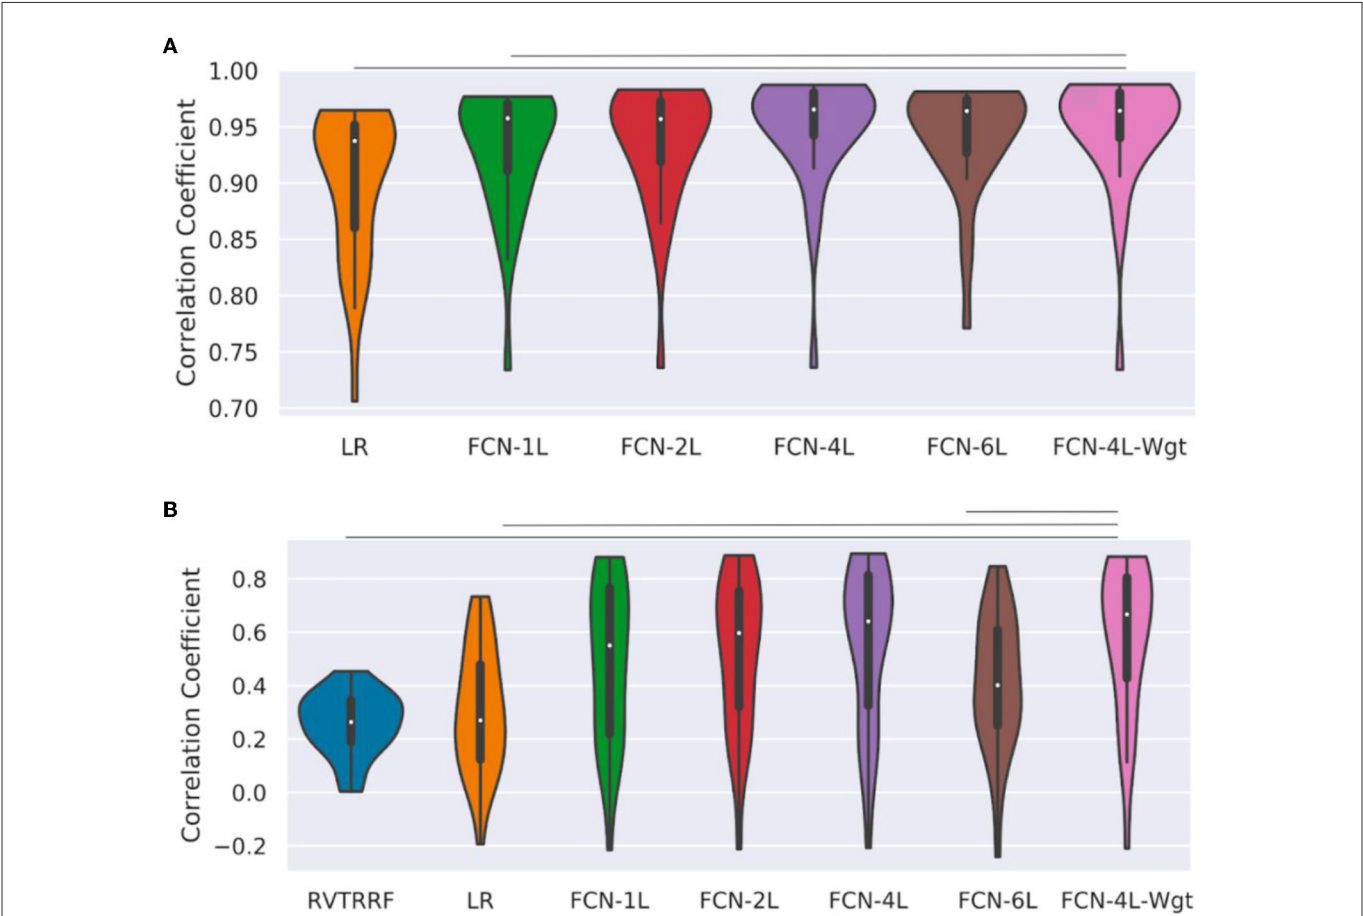 A
Correlation Coefficient
1.00
0.95
0.90
0.85
0.80
0.75
0.70
LR FCN-1L FCN-2L FCN-4L FCN-6L FCN-4L-Wgt
B
Correlation Coefficient
0.8
0.6
0.4
0.2
0.0
−0.2
RVTRRF LR FCN-1L FCN-2L FCN-4L FCN-6L FCN-4L-Wgt